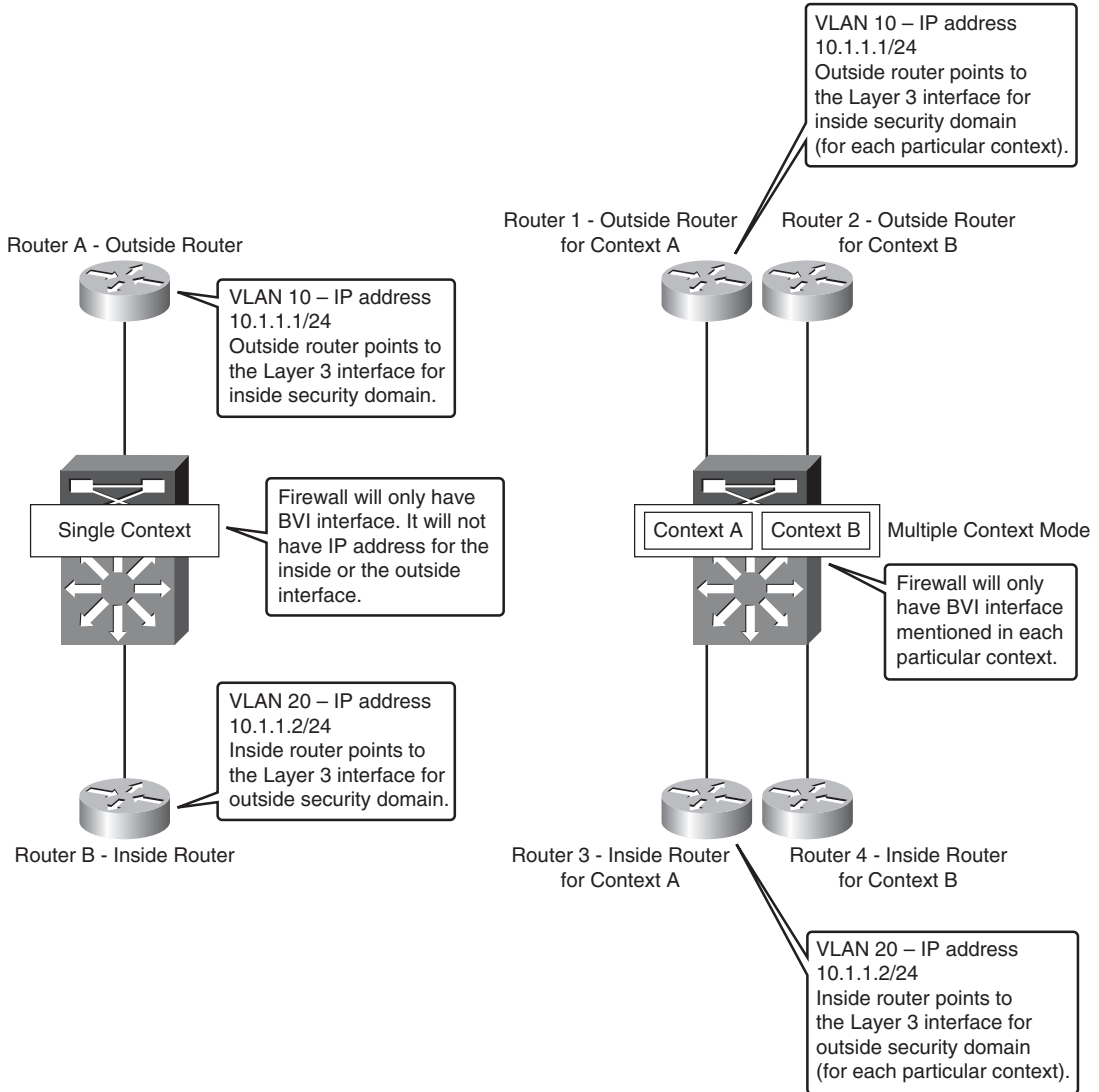 VLAN 10 – IP address
10.1.1.1/24
Outside router points to
the Layer 3 interface for
inside security domain
(for each particular context).
Router 1 - Outside Router
for Context A
Router 2 - Outside Router
for Context B
Router A - Outside Router
VLAN 10 – IP address
10.1.1.1/24
Outside router points to
the Layer 3 interface for
inside security domain.
Single Context
Firewall will only have
BVI interface. It will not
have IP address for the
inside or the outside
interface.
Context A
Context B
Multiple Context Mode
Firewall will only
have BVI interface
mentioned in each
particular context.
VLAN 20 – IP address
10.1.1.2/24
Inside router points to
the Layer 3 interface for
outside security domain.
Router B - Inside Router
Router 3 - Inside Router
for Context A
Router 4 - Inside Router
for Context B
VLAN 20 – IP address
10.1.1.2/24
Inside router points to
the Layer 3 interface for
outside security domain
(for each particular context).